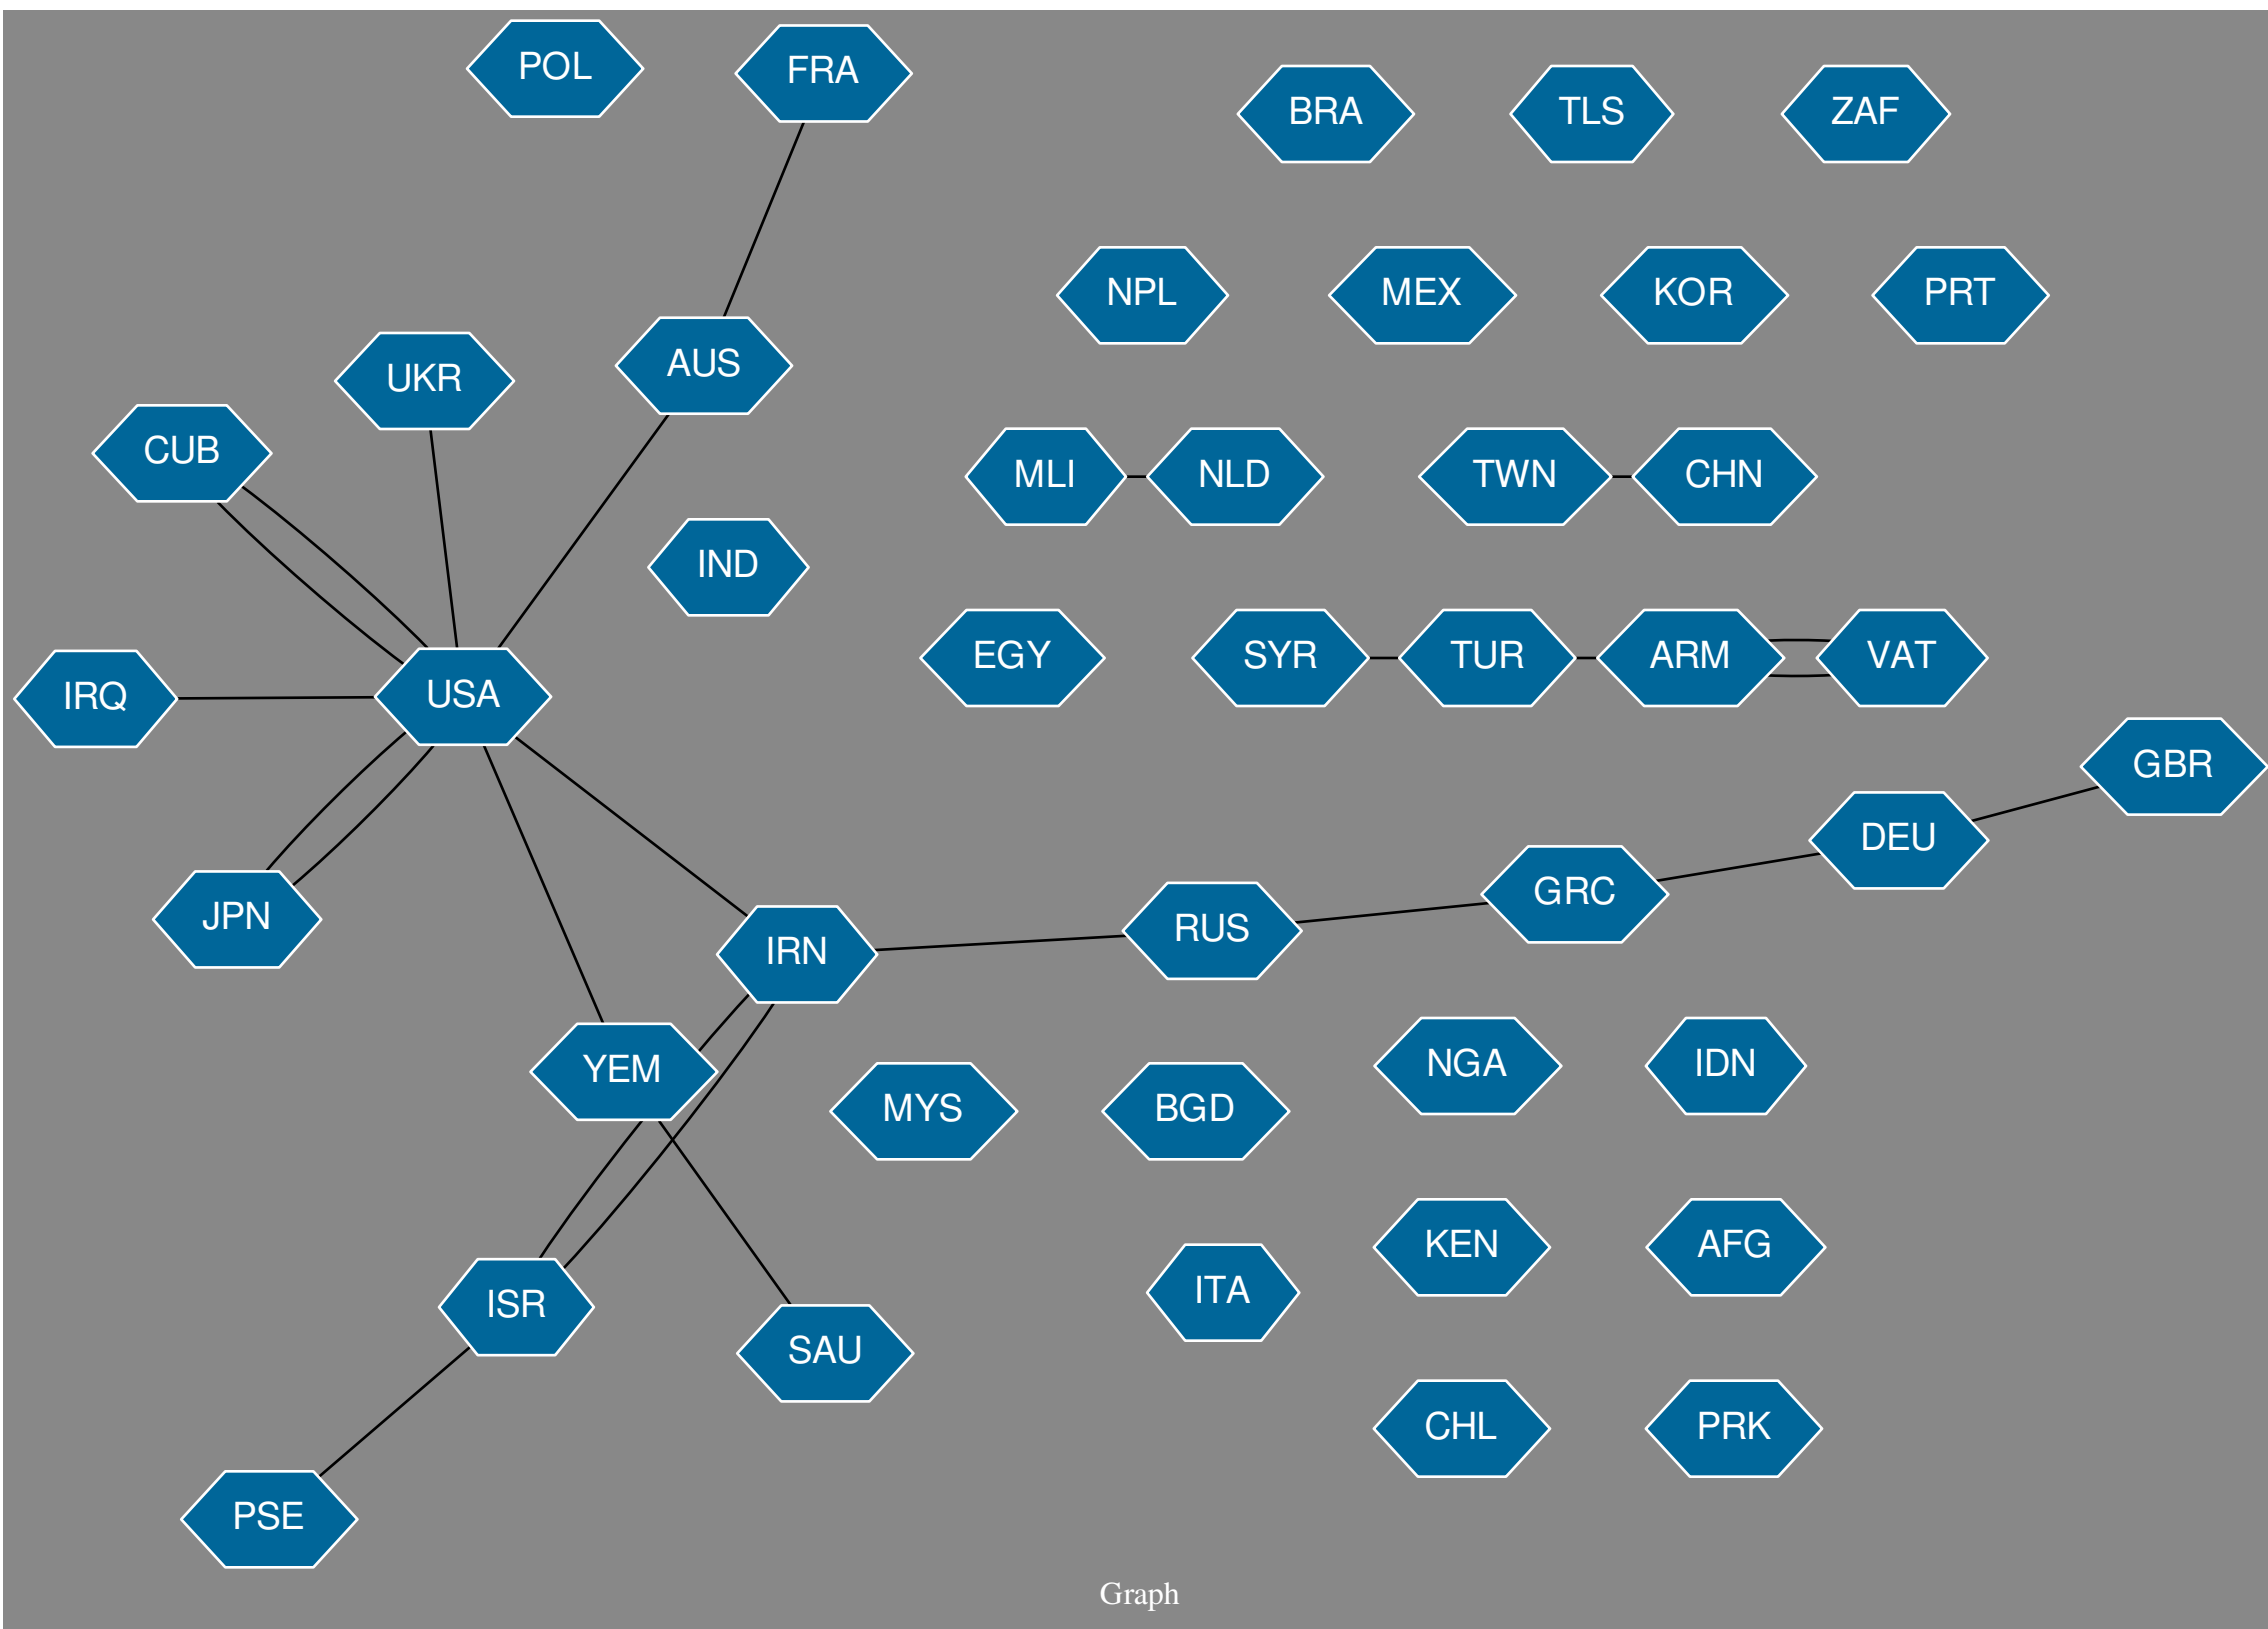 POL
FRA
BRA
TLS
ZAF
NPL
MEX
KOR
PRT
UKR
AUS
CUB
MLI
NLD
TWN
CHN
IND
EGY
SYR
TUR
ARM
VAT
IRQ
USA
GBR
DEU
GRC
JPN
RUS
IRN
YEM
NGA
IDN
MYS
BGD
KEN
AFG
ITA
ISR
SAU
CHL
PRK
PSE
Graph